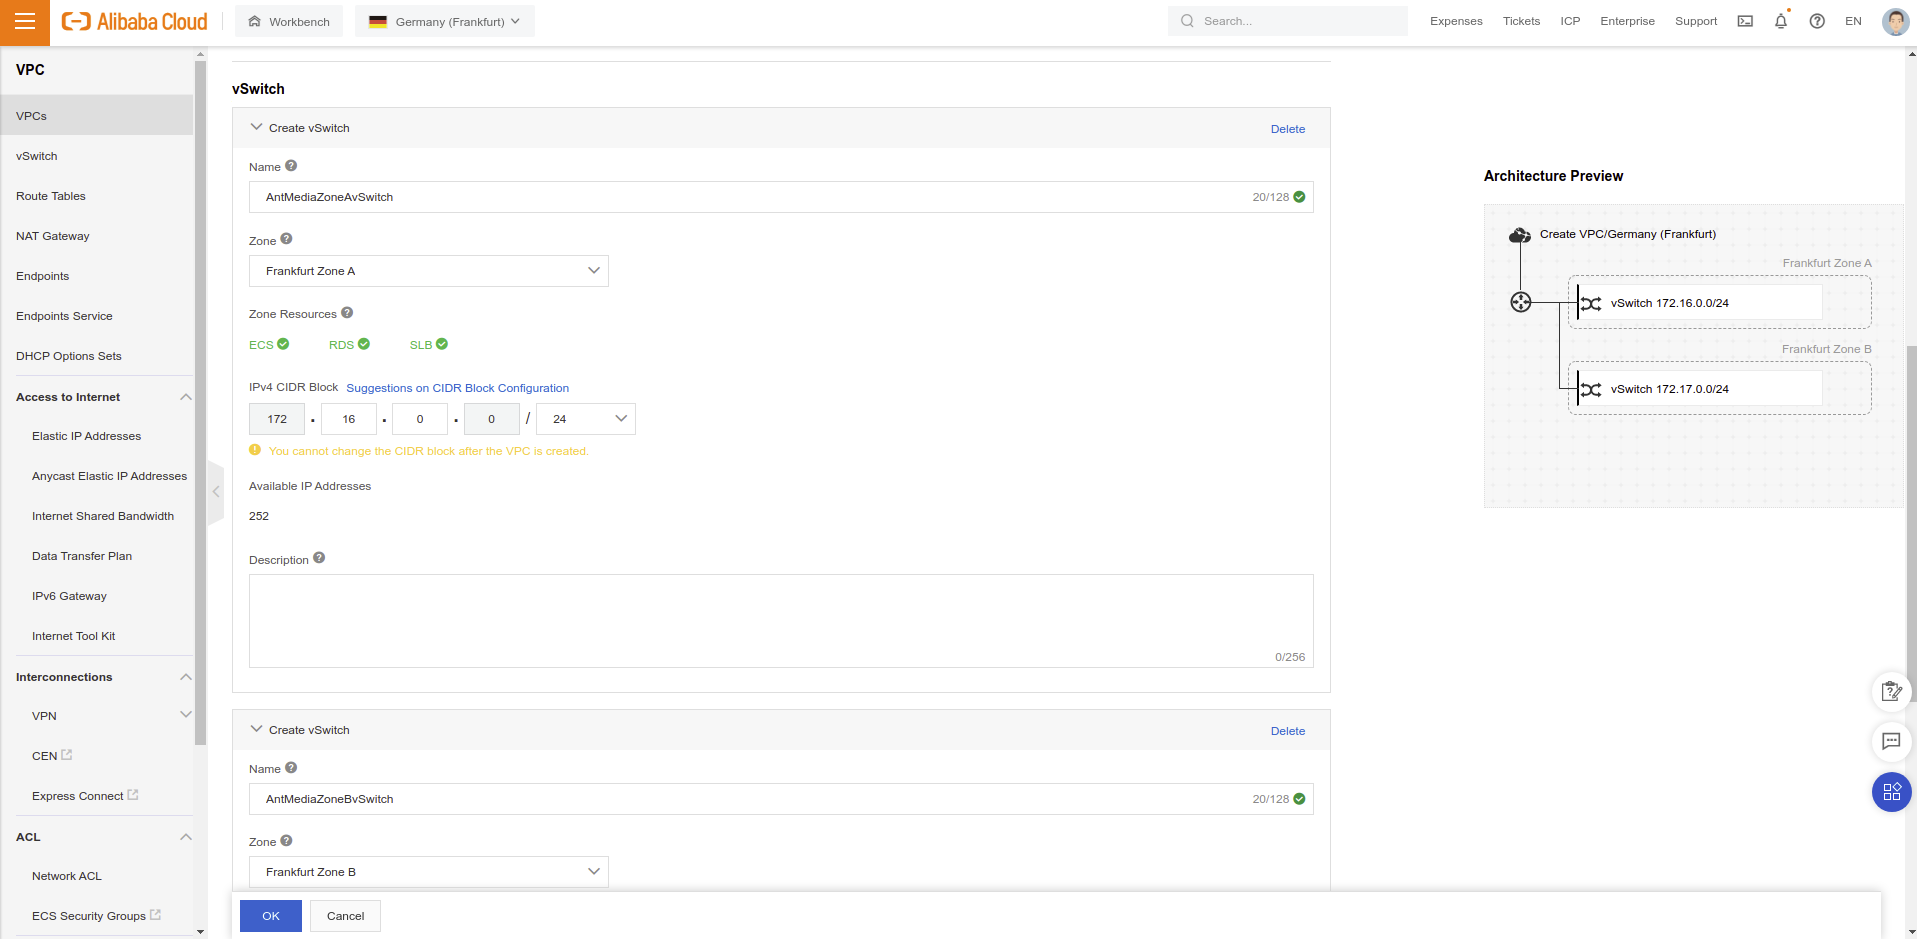 Alibaba Cloud
Workbench
Germany (Frankfurt)
Search...
Expenses
Tickets
ICP
Enterprise
Support
EN
VPC
VPCs
vSwitch
Route Tables
NAT Gateway
Endpoints
Endpoints Service
DHCP Options Sets
Access to Internet
Elastic IP Addresses
Anycast Elastic IP Addresses
Internet Shared Bandwidth
Data Transfer Plan
IPv6 Gateway
Internet Tool Kit
Interconnections
VPN
CEN
Express Connect
ACL
Network ACL
ECS Security Groups
vSwitch
Create vSwitch
Delete
Name
AntMediaZoneAvSwitch
20/128
Zone
Frankfurt Zone A
Zone Resources
ECS
RDS
SLB
IPv4 CIDR Block Suggestions on CIDR Block Configuration
172 . 16 . 0 . 0 / 24
You cannot change the CIDR block after the VPC is created.
Available IP Addresses
252
Description
0/256
Create vSwitch
Delete
Name
AntMediaZoneBvSwitch
20/128
Zone
Frankfurt Zone B
OK
Cancel
Architecture Preview
Create VPC/Germany (Frankfurt)
Frankfurt Zone A
vSwitch 172.16.0.0/24
Frankfurt Zone B
vSwitch 172.17.0.0/24